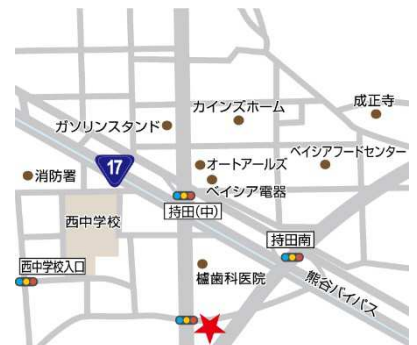 カインズホーム
成正寺
ガソリンスタンド
ベイシアフードセンター
オートアールズ
17
消防署
ベイシア電器
持田(中)
西中学校
持田南
西中学校入口
櫨歯科医院
熊谷バイパス